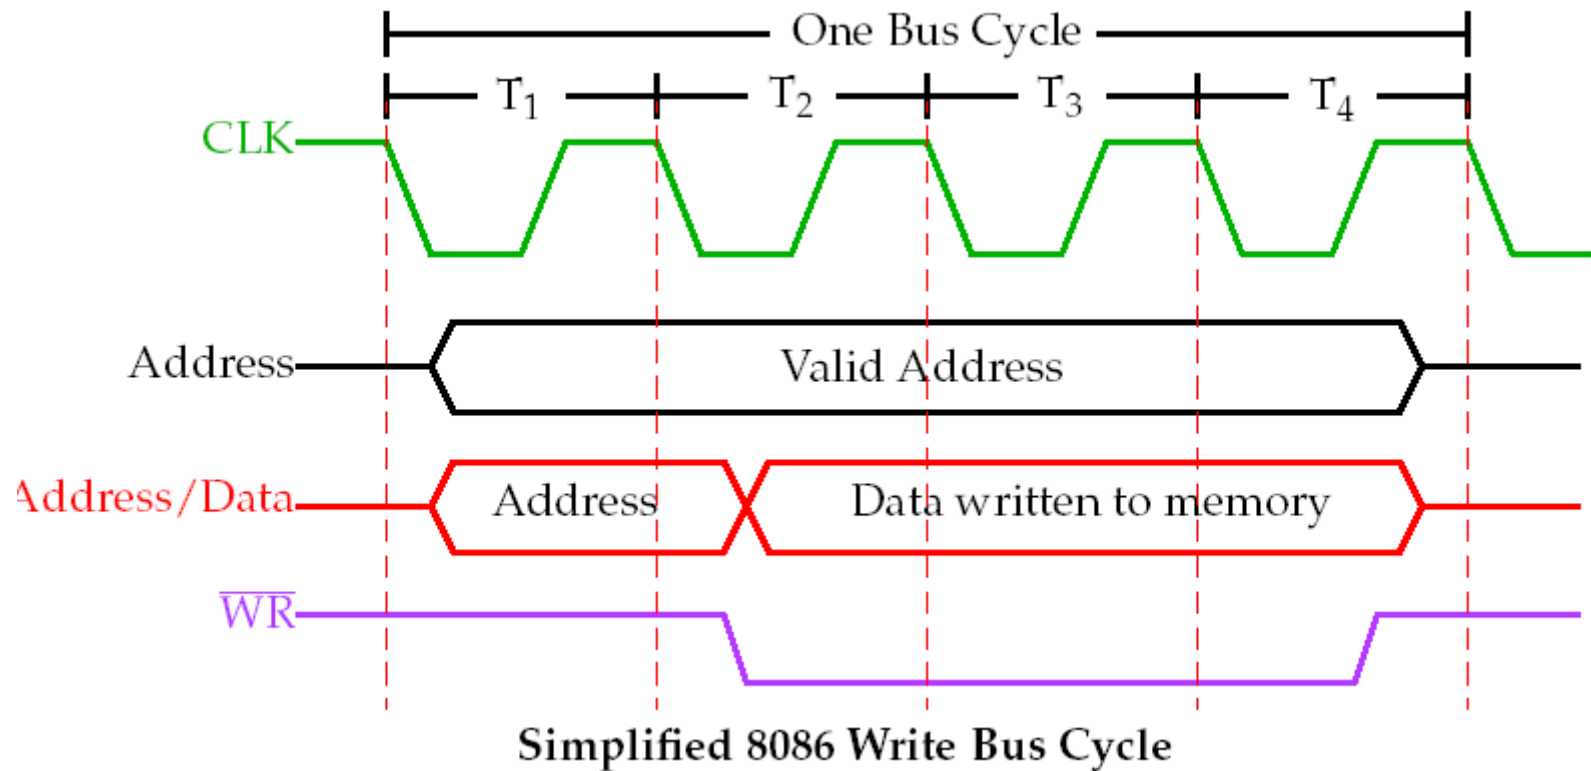 One Bus Cycle
T1 T2 T3 T4
CLK
Address Valid Address
Address/Data Address Data written to memory
W̅R̅
Simplified 8086 Write Bus Cycle